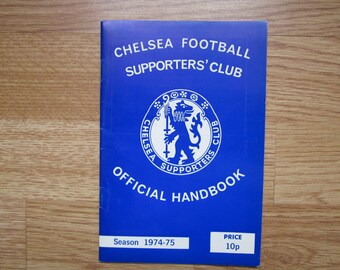 CHELSEA FOOTBALL
SUPPORTERS' CLUB
CHELSEA SUPPORTERS CLUB
OFFICIAL HANDBOOK
Season 1974-75
PRICE
10p